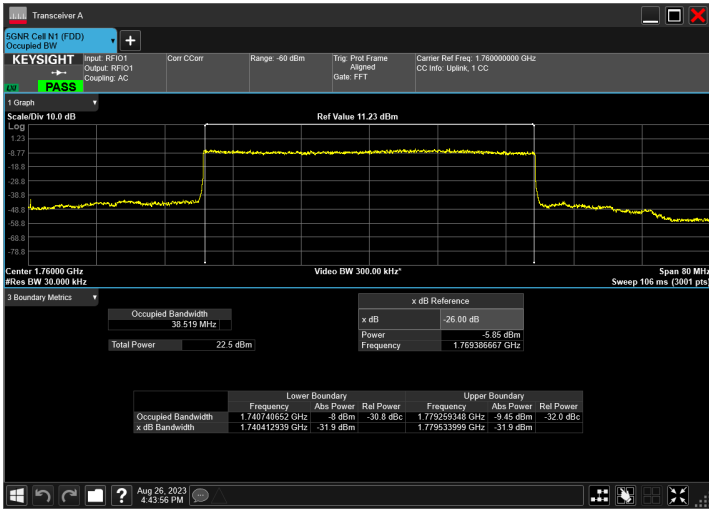 Transceiver A
5GNR Cell N1 (FDD)
Occupied BW
KEYSIGHT
PASS
Input: RFIO1
Output: RFIO1
Coupling: AC
Corr CCorr
Range: -60 dBm
Trig: Prot Frame
Aligned
Gate: FFT
Carrier Ref Freq: 1.760000000 GHz
CC Info: Uplink, 1 CC
1 Graph
Scale/Div 10.0 dB
Ref Value 11.23 dBm
Log
1.23
-8.77
-18.8
-28.8
-38.8
-48.8
-58.8
-68.8
-78.8
Center 1.76000 GHz
#Res BW 30.000 kHz
Video BW 300.00 kHz*
Span 80 MHz
Sweep 106 ms (3001 pts)
3 Boundary Metrics
Occupied Bandwidth
38.519 MHz
Total Power 22.5 dBm
x dB Reference
x dB -26.00 dB
Power -5.85 dBm
Frequency 1.769386667 GHz
Lower Boundary Upper Boundary
Frequency Abs Power Rel Power Frequency Abs Power Rel Power
Occupied Bandwidth 1.740740652 GHz -8 dBm -30.8 dBc 1.779259348 GHz -9.45 dBm -32.0 dBc
x dB Bandwidth 1.740412939 GHz -31.9 dBm 1.779533999 GHz -31.9 dBm
Aug 26, 2023
4:43:56 PM